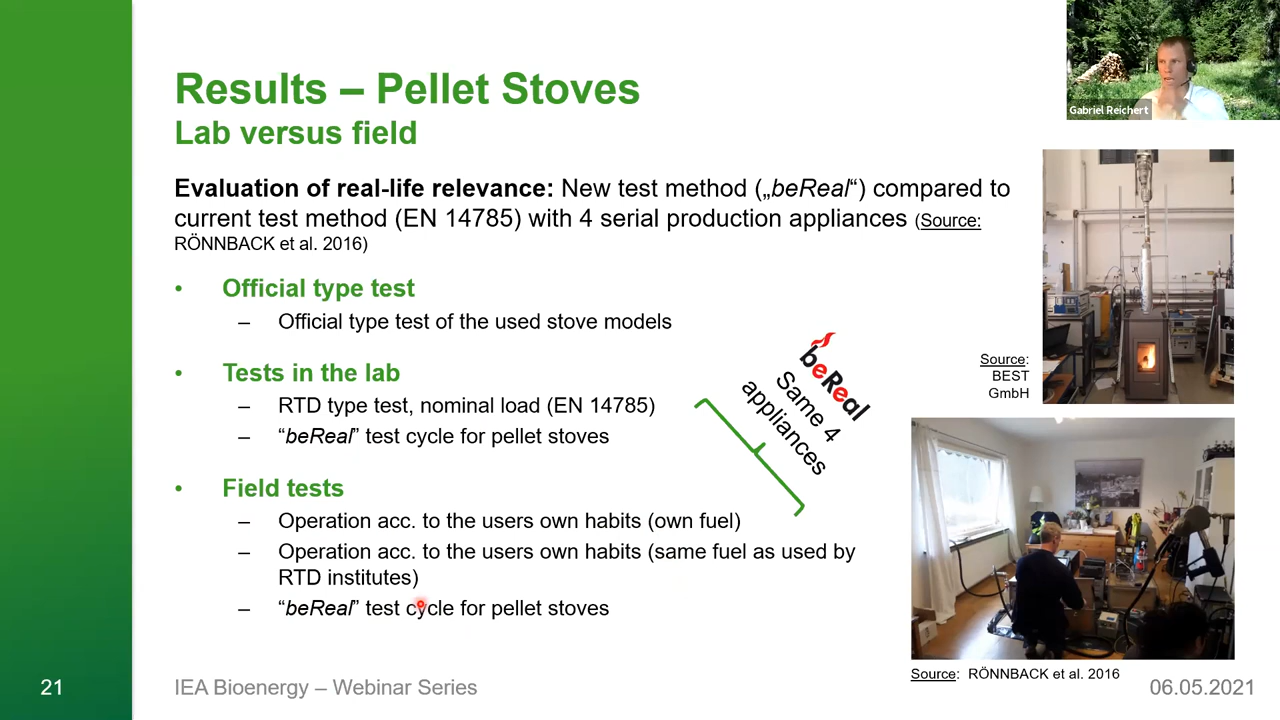 Results – Pellet Stoves
Lab versus field
Gabriel Reichert
Evaluation of real-life relevance: New test method („beReal“) compared to
current test method (EN 14785) with 4 serial production appliances (Source:
RÖNNBACK et al. 2016)
• Official type test
– Official type test of the used stove models
• Tests in the lab
– RTD type test, nominal load (EN 14785)
– “beReal” test cycle for pellet stoves
beReal
Same 4
appliances
Source:
BEST
GmbH
• Field tests
– Operation acc. to the users own habits (own fuel)
– Operation acc. to the users own habits (same fuel as used by
RTD institutes)
– “beReal” test cycle for pellet stoves
Source: RÖNNBACK et al. 2016
21
IEA Bioenergy – Webinar Series
06.05.2021